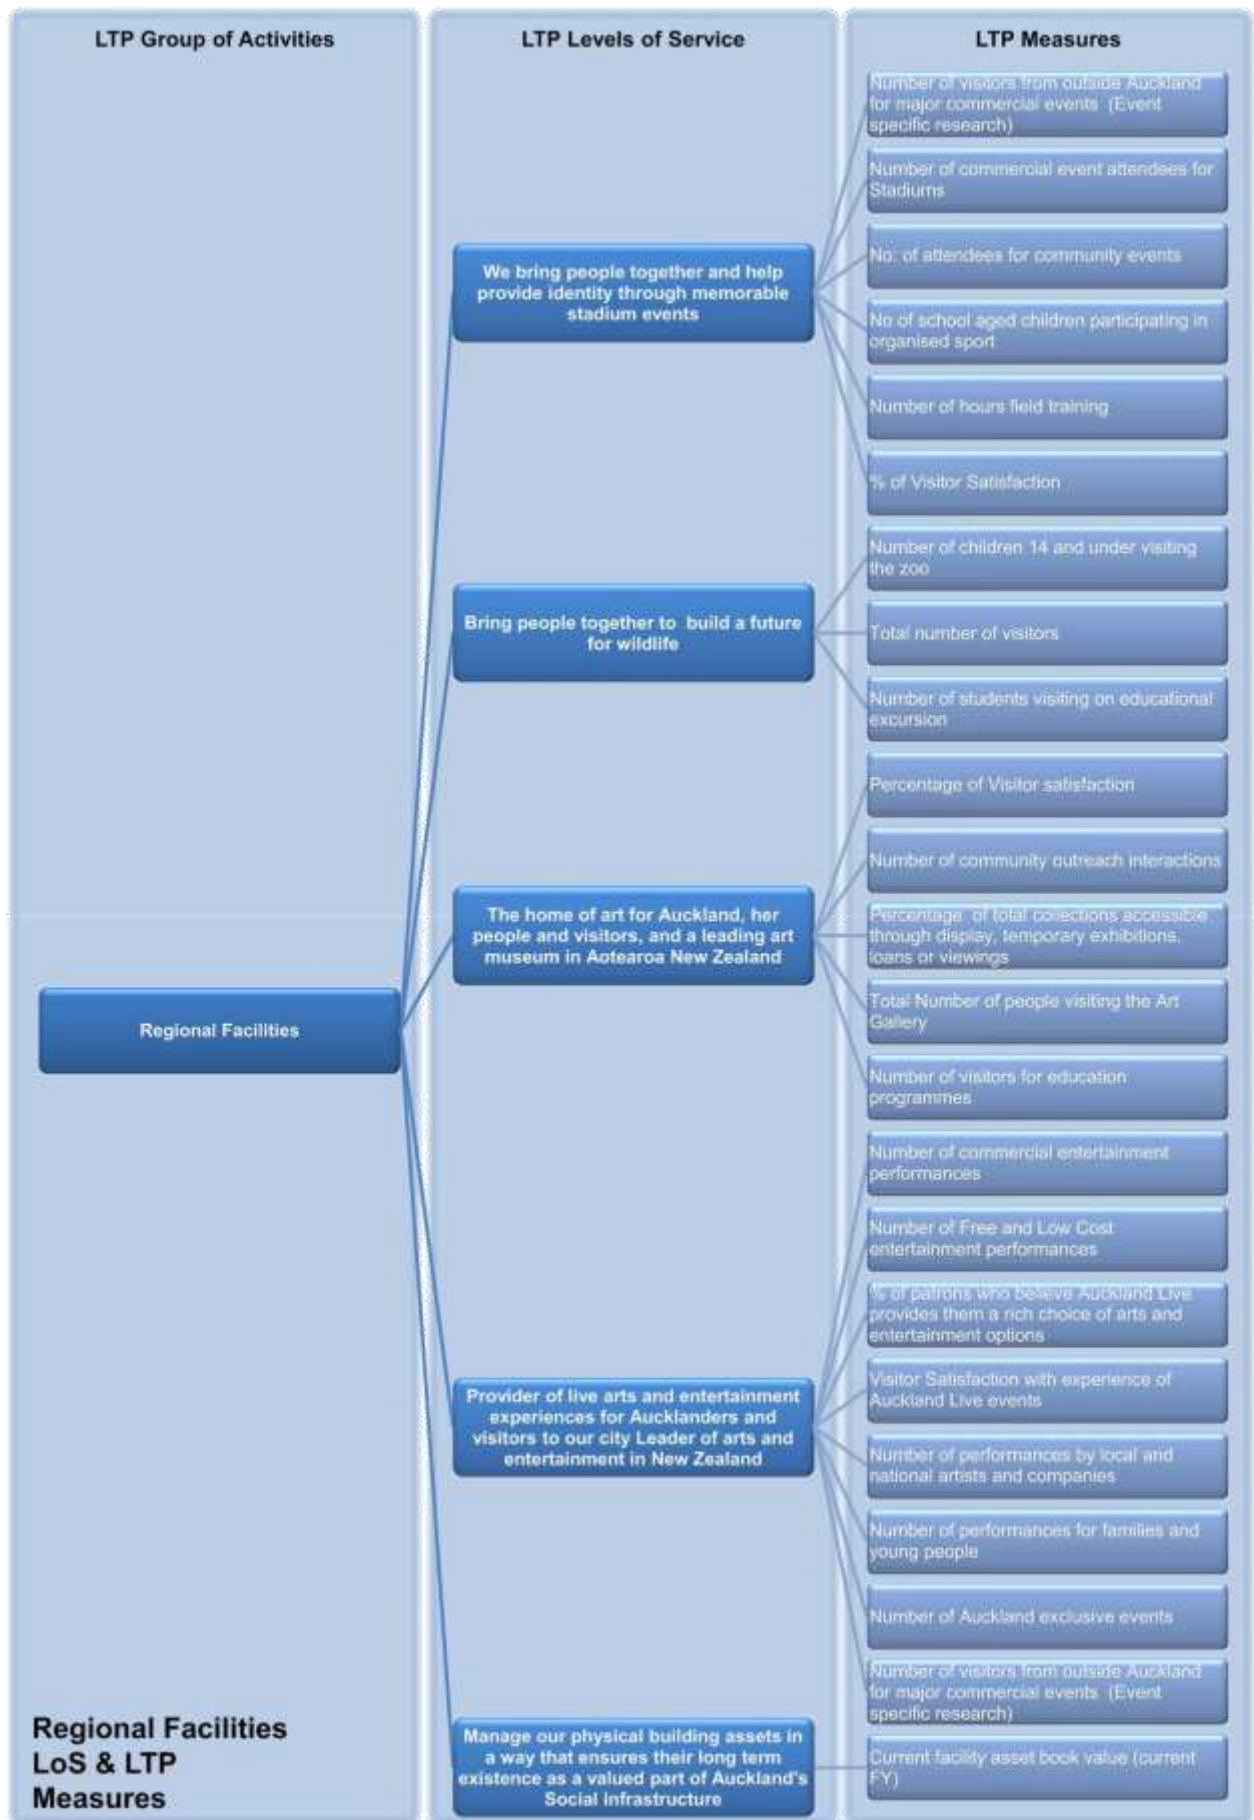 LTP Group of Activities
LTP Levels of Service
LTP Measures
Regional Facilities
We bring people together and help
provide identity through memorable
stadium events
Number of visitors from outside Auckland
for major commercial events (Event
specific research)
Number of commercial event attendees for
Stadiums
No: of attendees for community events
No of school aged children participating in
organised sport
Number of hours field training
% of Visitor Satisfaction
Bring people together to build a future
for wildlife
Number of children 14 and under visiting
the zoo
Total number of visitors
Number of students visiting on educational
excursion
The home of art for Auckland, her
people and visitors, and a leading art
museum in Aotearoa New Zealand
Percentage of Visitor satisfaction
Number of community outreach interactions
Percentage of total collections accessible
through display, temporary exhibitions,
loans or viewings
Total Number of people visiting the Art
Gallery
Number of visitors for education
programmes
Provider of live arts and entertainment
experiences for Aucklanders and
visitors to our city Leader of arts and
entertainment in New Zealand
Number of commercial entertainment
performances
Number of Free and Low Cost
entertainment performances
% of patrons who believe Auckland Live
provides them a rich choice of arts and
entertainment options
Visitor Satisfaction with experience of
Auckland Live events
Number of performances by local and
national artists and companies
Number of performances for families and
young people
Number of Auckland exclusive events
Number of visitors from outside Auckland
for major commercial events (Event
specific research)
Manage our physical building assets in
a way that ensures their long term
existence as a valued part of Auckland's
Social infrastructure
Current facility asset book value (current
FY)
Regional Facilities
LoS & LTP
Measures